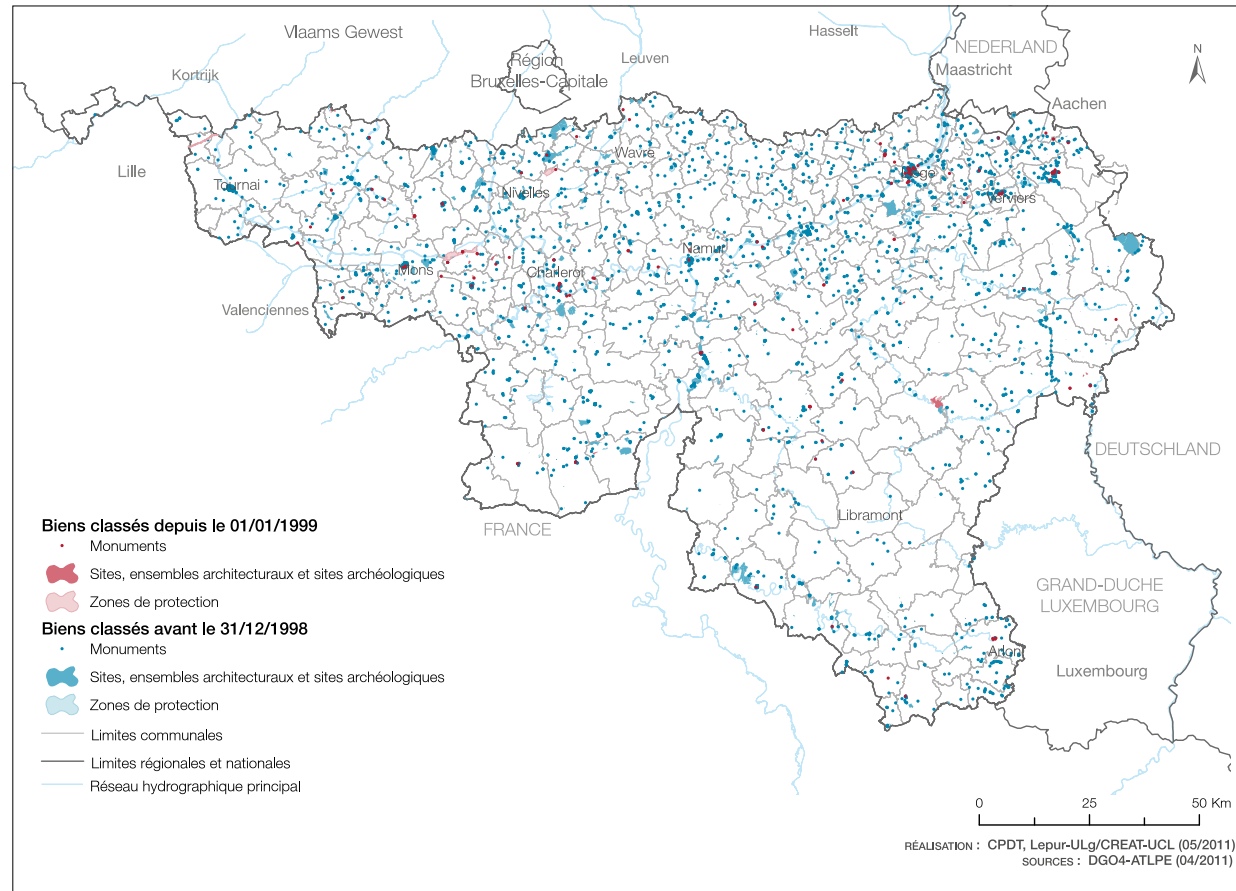 Vlaams Gewest
Hasselt
NEDERLAND
N
Région
Bruxelles-Capitale
Leuven
Maastricht
Kortrijk
Aachen
Lille
Wavre
Liège
Tournai
Nivelles
Verviers
Namur
Mons
Charleroi
Valenciennes
DEUTSCHLAND
Libramont
FRANCE
GRAND-DUCHE
LUXEMBOURG
Arlon
Luxembourg
Biens classés depuis le 01/01/1999
Monuments
Sites, ensembles architecturaux et sites archéologiques
Zones de protection
Biens classés avant le 31/12/1998
Monuments
Sites, ensembles architecturaux et sites archéologiques
Zones de protection
Limites communales
Limites régionales et nationales
Réseau hydrographique principal
0 25 50 Km
RÉALISATION : CPDT, Lepur-ULg/CREAT-UCL (05/2011)
SOURCES : DGO4-ATLPE (04/2011)